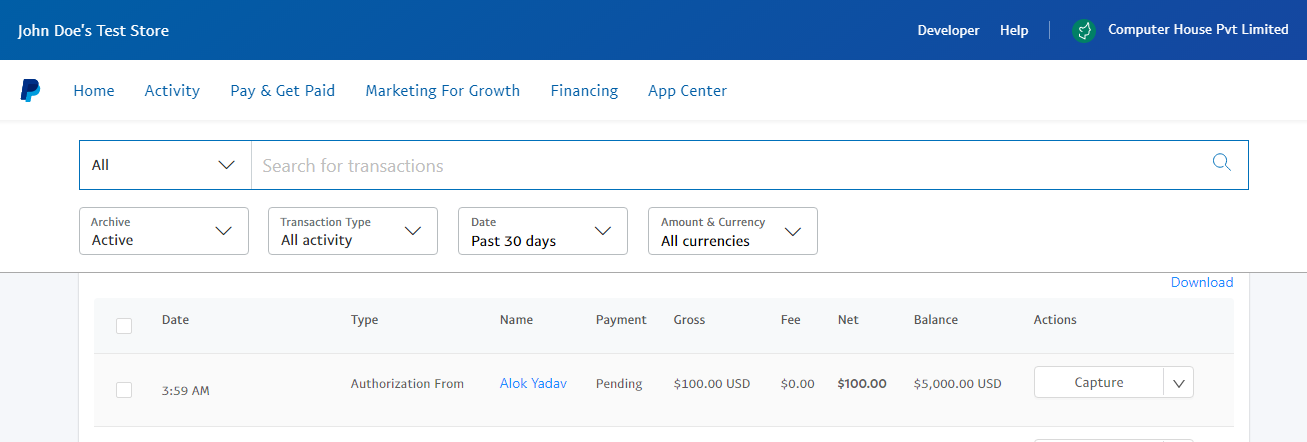 John Doe's Test Store Developer Help Computer House Pvt Limited
Home Activity Pay & Get Paid Marketing For Growth Financing App Center
All Search for transactions
Archive Transaction Type Date Amount & Currency
Active All activity Past 30 days All currencies
Download
Date Type Name Payment Gross Fee Net Balance Actions
3:59 AM Authorization From Alok Yadav Pending $100.00 USD $0.00 $100.00 $5,000.00 USD Capture